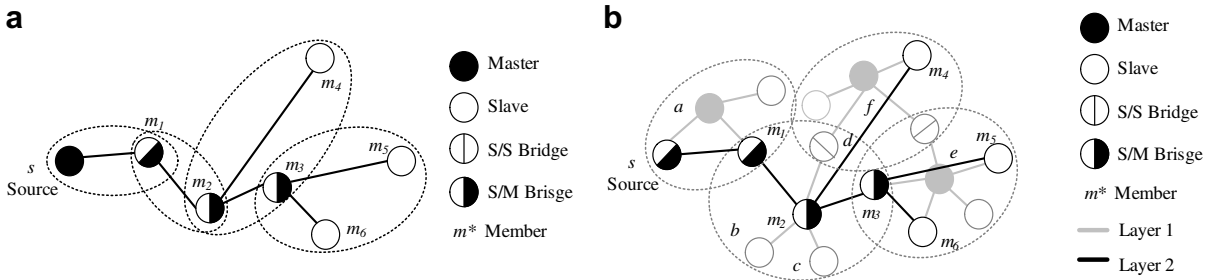 a
s
Source
m1
m2
m3
m4
m5
m6
Master
Slave
S/S Bridge
S/M Brisge
m* Member
b
s
Source
a
m1
m2
b
c
d
f
m4
m3
e
m5
m6
Master
Slave
S/S Bridge
S/M Brisge
m* Member
Layer 1
Layer 2